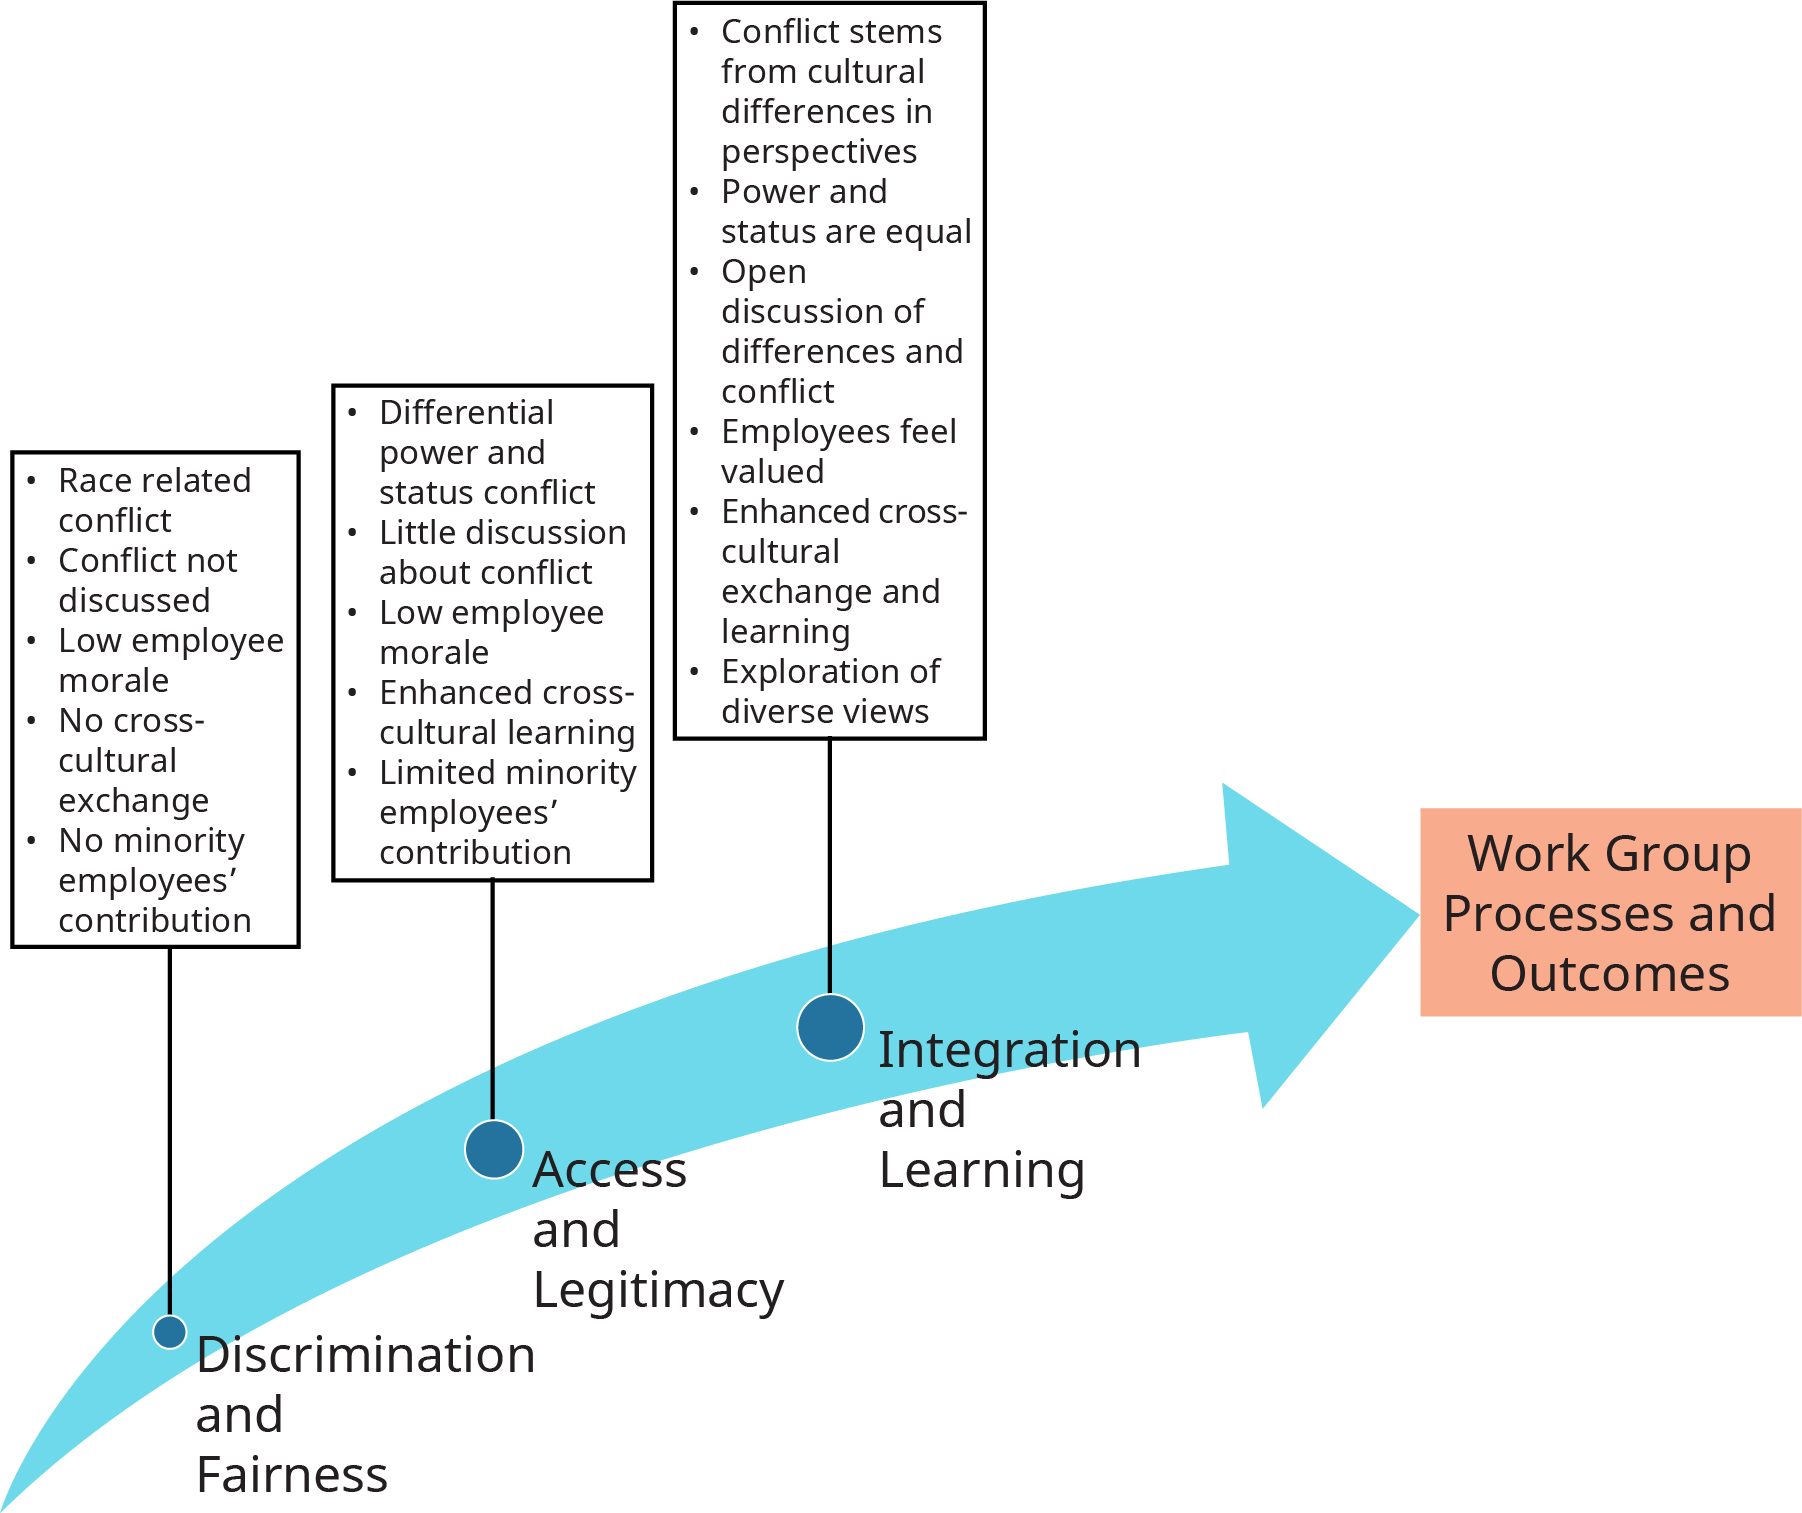 • Race related
conflict
• Conflict not
discussed
• Low employee
morale
• No cross-
cultural
exchange
• No minority
employees’
contribution
• Differential
power and
status conflict
• Little discussion
about conflict
• Low employee
morale
• Enhanced cross-
cultural learning
• Limited minority
employees’
contribution
• Conflict stems
from cultural
differences in
perspectives
• Power and
status are equal
• Open
discussion of
differences and
conflict
• Employees feel
valued
• Enhanced cross-
cultural
exchange and
learning
• Exploration of
diverse views
Discrimination
and
Fairness
Access
and
Legitimacy
Integration
and
Learning
Work Group
Processes and
Outcomes